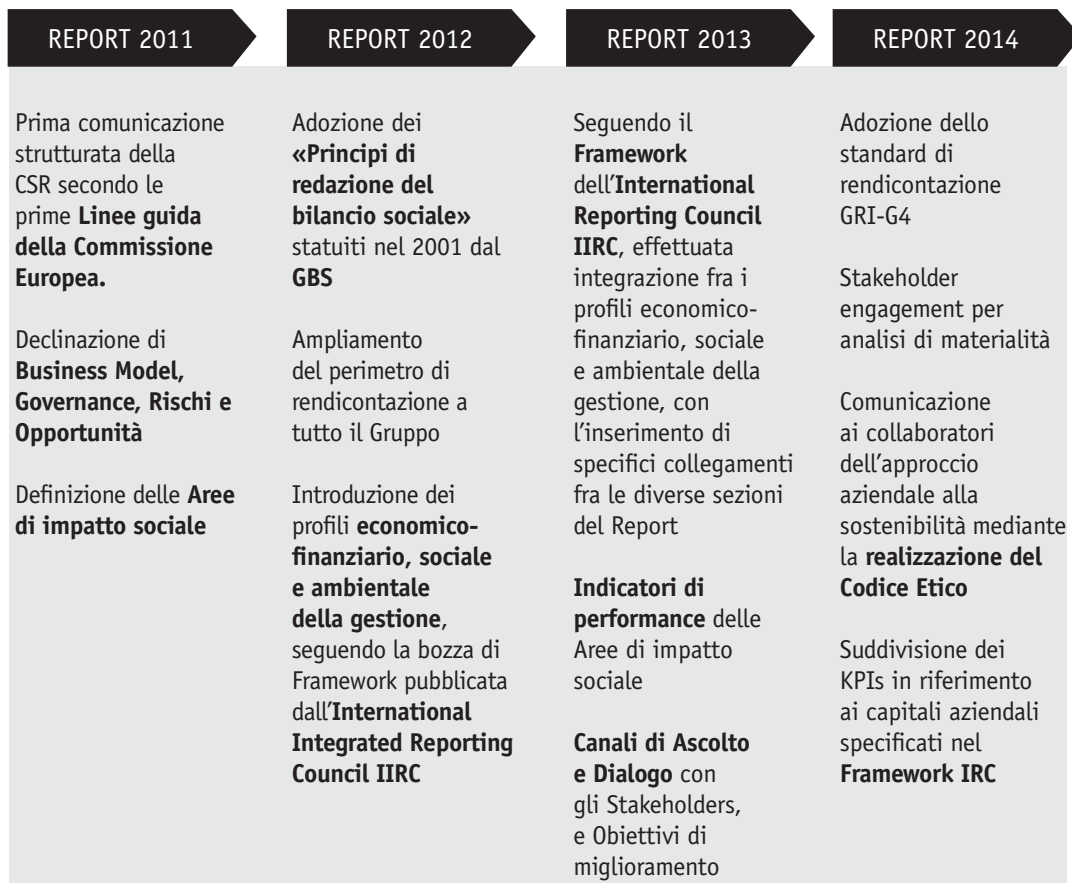 REPORT 2011
Prima comunicazione
strutturata della
CSR secondo le
prime Linee guida
della Commissione
Europea.
Declinazione di
Business Model,
Governance, Rischi e
Opportunità
Definizione delle Aree
di impatto sociale
REPORT 2012
Adozione dei
«Principi di
redazione del
bilancio sociale»
statuiti nel 2001 dal
GBS
Ampliamento
del perimetro di
rendicontazione a
tutto il Gruppo
Introduzione dei
profili economico-
finanziario, sociale
e ambientale
della gestione,
seguendo la bozza di
Framework pubblicata
dall'International
Integrated Reporting
Council IIRC
REPORT 2013
Seguendo il
Framework
dell'International
Reporting Council
IIRC, effettuata
integrazione fra i
profili economico-
finanziario, sociale
e ambientale della
gestione, con
l'inserimento di
specifici collegamenti
fra le diverse sezioni
del Report
Indicatori di
performance delle
Aree di impatto
sociale
Canali di Ascolto
e Dialogo con
gli Stakeholders,
e Obiettivi di
miglioramento
REPORT 2014
Adozione dello
standard di
rendicontazione
GRI-G4
Stakeholder
engagement per
analisi di materialità
Comunicazione
ai collaboratori
dell'approccio
aziendale alla
sostenibilità mediante
la realizzazione del
Codice Etico
Suddivisione dei
KPIs in riferimento
ai capitali aziendali
specificati nel
Framework IRC